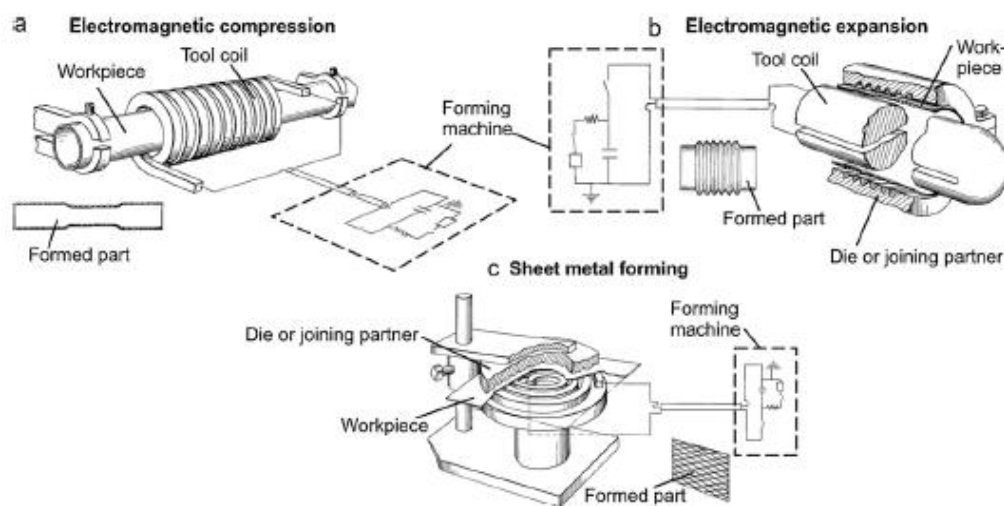 a Electromagnetic compression
Tool coil
Workpiece
Forming
machine
Formed part
b Electromagnetic expansion
Work-
piece
Tool coil
Formed part
Die or joining partner
c Sheet metal forming
Forming
machine
Die or joining partner
Workpiece
Formed part